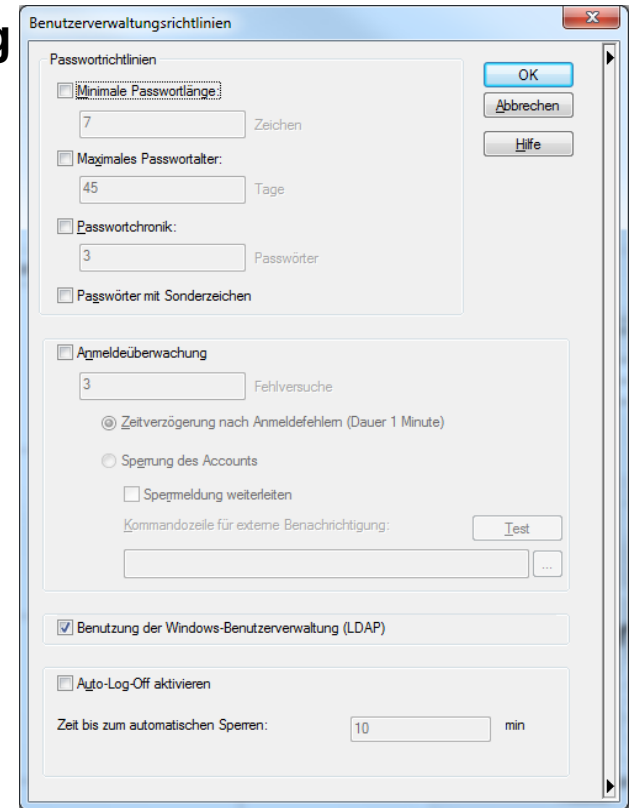 g
Benutzerverwaltungsrichtlinien
Passwortrichtlinien
OK
Minimale Passwortlänge:
Abbrechen
7 Zeichen
Hilfe
Maximales Passwortalter:
45 Tage
Passwortchronik:
3 Passwörter
Passwörter mit Sonderzeichen
Anmeldeüberwachung
3 Fehlversuche
Zeitverzögerung nach Anmeldefehlern (Dauer 1 Minute)
Sperrung des Accounts
Sperrmeldung weiterleiten
Kommandozeile für externe Benachrichtigung:
Test
...
Benutzung der Windows-Benutzerverwaltung (LDAP)
Auto-Log-Off aktivieren
Zeit bis zum automatischen Sperren: 10 min